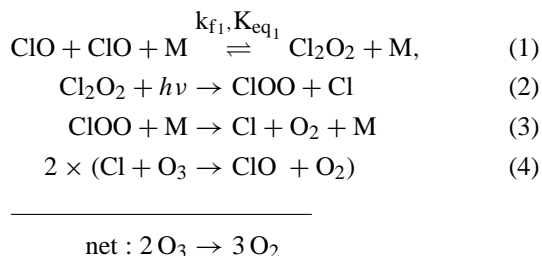 k_f₁, K_eq₁
ClO + ClO + M ⇌ Cl₂O₂ + M, (1)
Cl₂O₂ + hν → ClOO + Cl (2)
ClOO + M → Cl + O₂ + M (3)
2 × (Cl + O₃ → ClO + O₂) (4)
net : 2 O₃ → 3 O₂